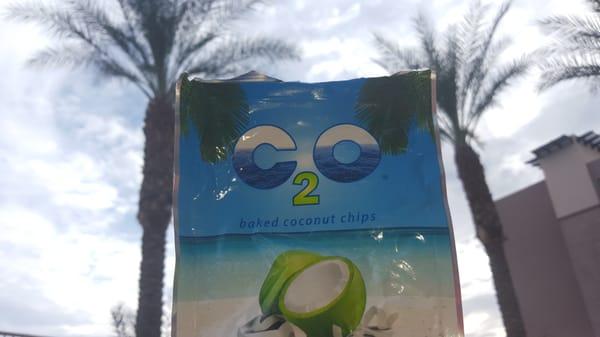 C2O
baked coconut chips